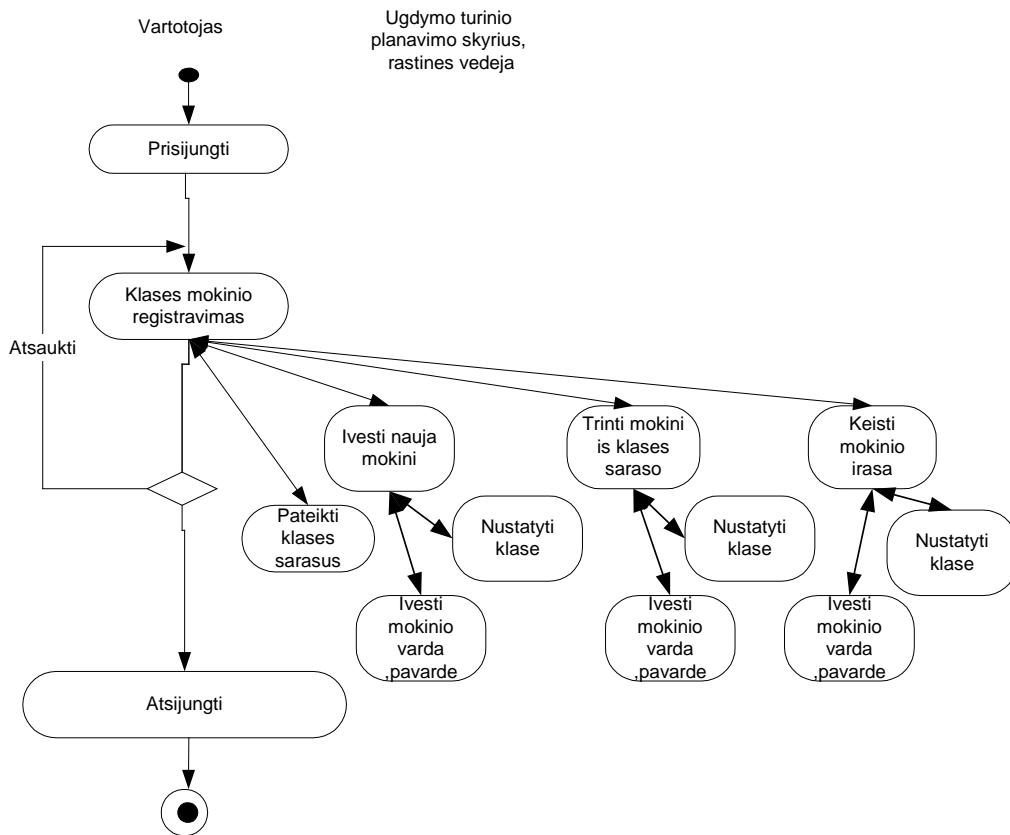 Vartotojas
Ugdymo turinio
planavimo skyrius,
rastines vedeja
Prisijungti
Klases mokinio
registravimas
Atsaukti
Ivesti nauja
mokini
Trinti mokini
is klases
saraso
Keisti
mokinio
irasa
Pateikti
klases
sarasus
Nustatyti
klase
Nustatyti
klase
Nustatyti
klase
Ivesti
mokinio
varda
,pavarde
Ivesti
mokinio
varda
,pavarde
Ivesti
mokinio
varda
,pavarde
Atsijungti